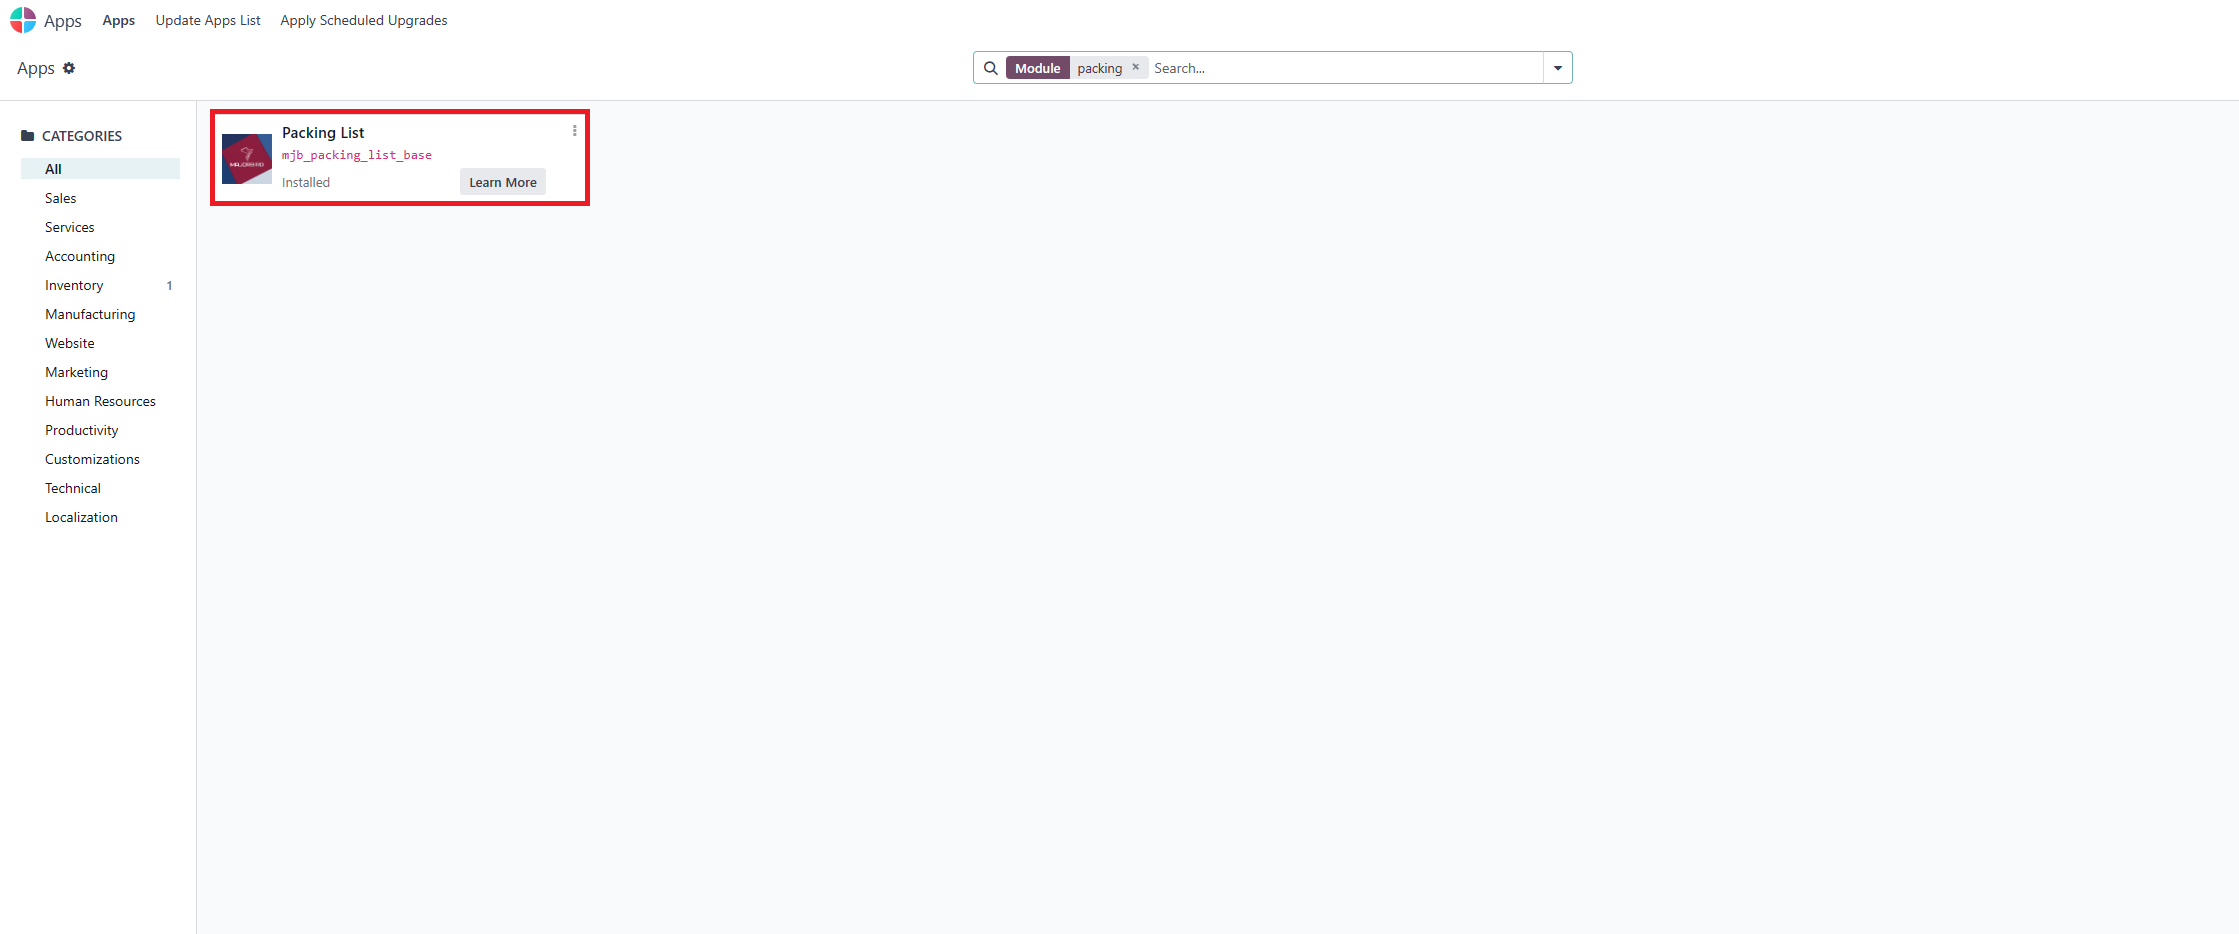 Apps Apps Update Apps List Apply Scheduled Upgrades
Apps Module packing × Search...
CATEGORIES
All
Sales
Services
Accounting
Inventory 1
Manufacturing
Website
Marketing
Human Resources
Productivity
Customizations
Technical
Localization
Packing List
mjb_packing_list_base
Installed Learn More